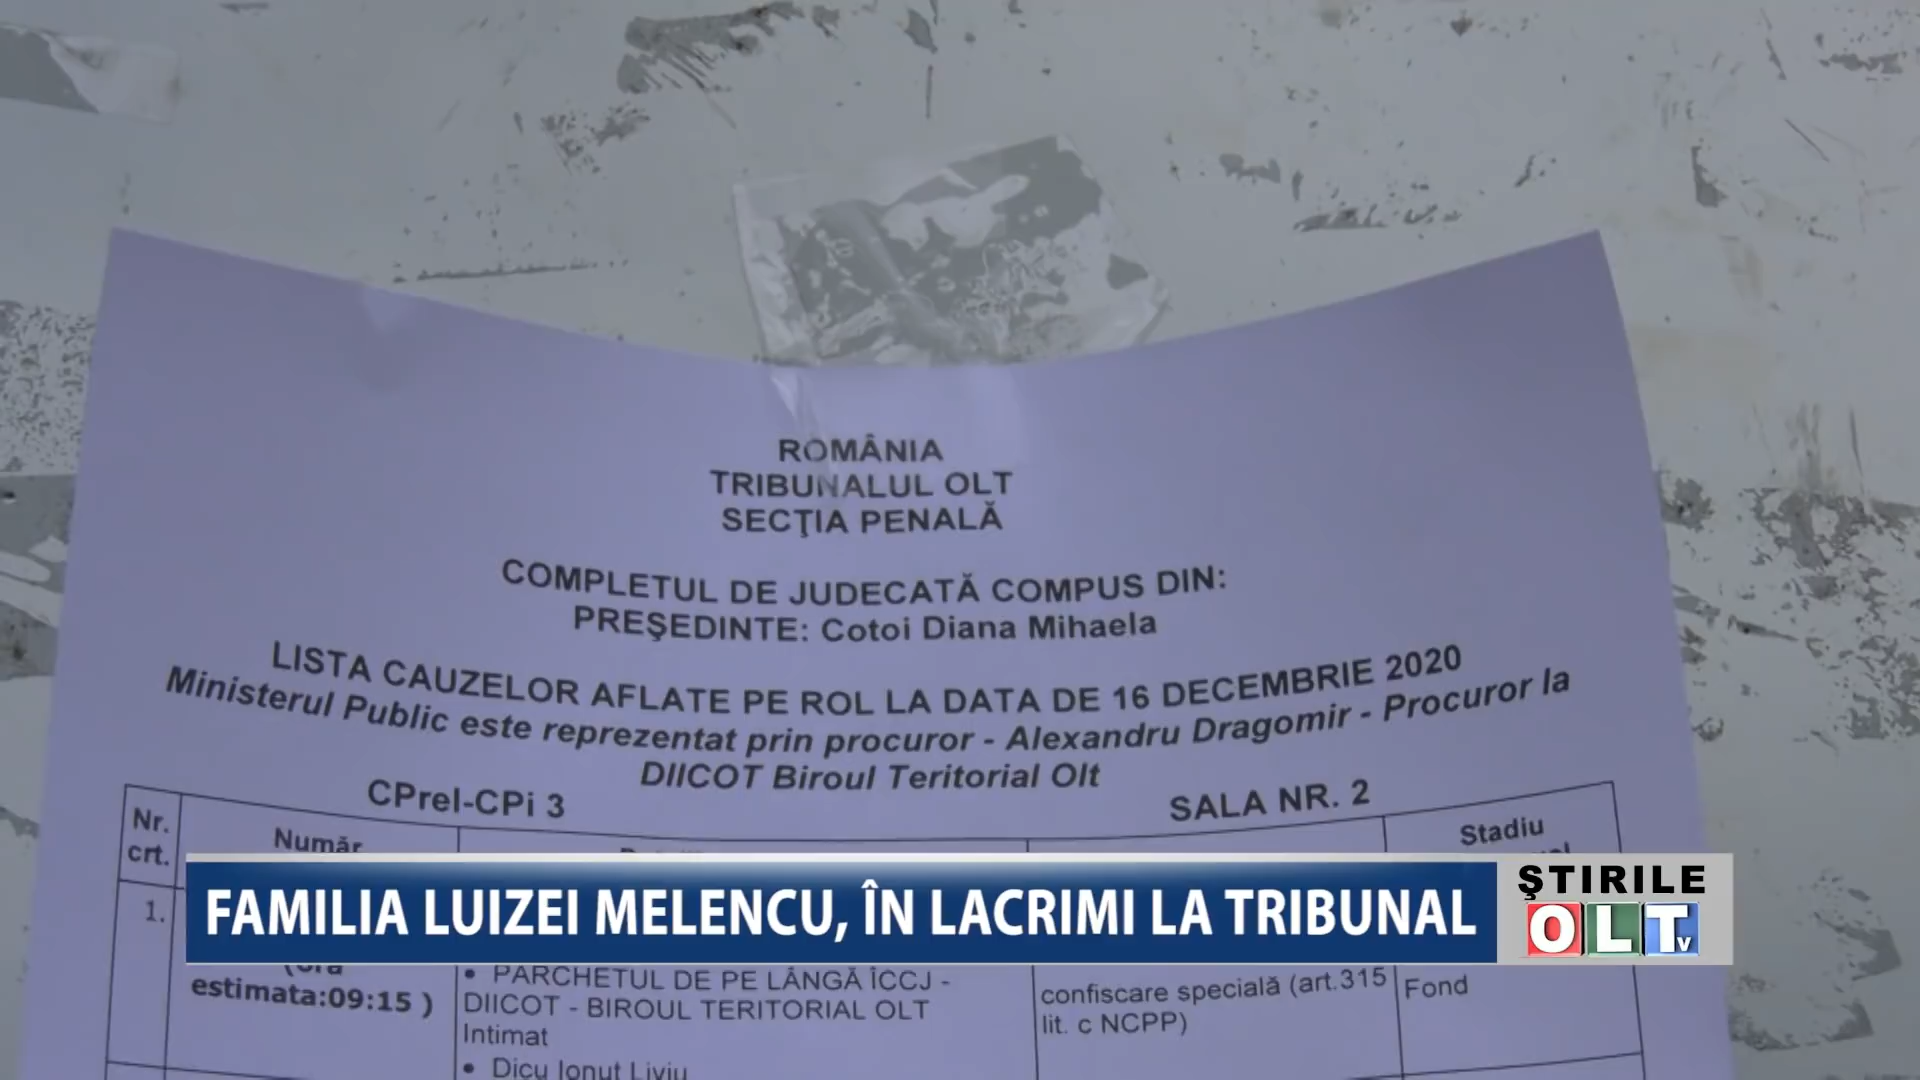 ROMÂNIA
TRIBUNALUL OLT
SECŢIA PENALĂ
COMPLETUL DE JUDECATĂ COMPUS DIN:
PREŞEDINTE: Cotoi Diana Mihaela
LISTA CAUZELOR AFLATE PE ROL LA DATA DE 16 DECEMBRIE 2020
Ministerul Public este reprezentat prin procuror - Alexandru Dragomir - Procuror la
DIICOT Biroul Teritorial Olt
CPrel-CPi 3
SALA NR. 2
Nr.
crt.
Număr
Stadiu
1.
FAMILIA LUIZEI MELENCU, ÎN LACRIMI LA TRIBUNAL
ŞTIRILE
OLTV
(ora
estimata:09:15 )
• PARCHETUL DE PE LÂNGĂ ÎCCJ -
DIICOT - BIROUL TERITORIAL OLT
Intimat
• Dicu Ionuţ Liviu
confiscare specială (art.315
lit. c NCPP)
Fond